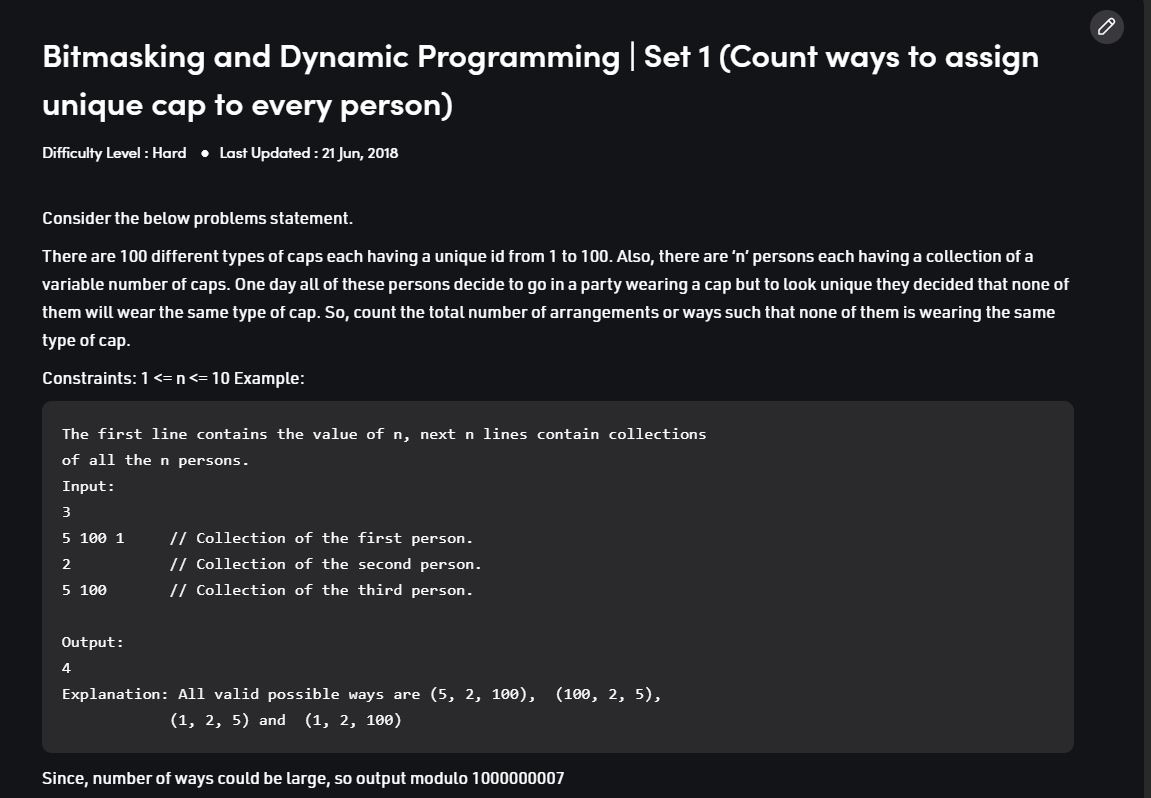 Bitmasking and Dynamic Programming | Set 1 (Count ways to assign
unique cap to every person)
Difficulty Level : Hard ● Last Updated : 21 Jun, 2018
Consider the below problems statement.
There are 100 different types of caps each having a unique id from 1 to 100. Also, there are ‘n’ persons each having a collection of a
variable number of caps. One day all of these persons decide to go in a party wearing a cap but to look unique they decided that none of
them will wear the same type of cap. So, count the total number of arrangements or ways such that none of them is wearing the same
type of cap.
Constraints: 1 <= n <= 10 Example:
The first line contains the value of n, next n lines contain collections
of all the n persons.
Input:
3
5 100 1     // Collection of the first person.
2           // Collection of the second person.
5 100       // Collection of the third person.
Output:
4
Explanation: All valid possible ways are (5, 2, 100),  (100, 2, 5),
            (1, 2, 5) and  (1, 2, 100)
Since, number of ways could be large, so output modulo 1000000007